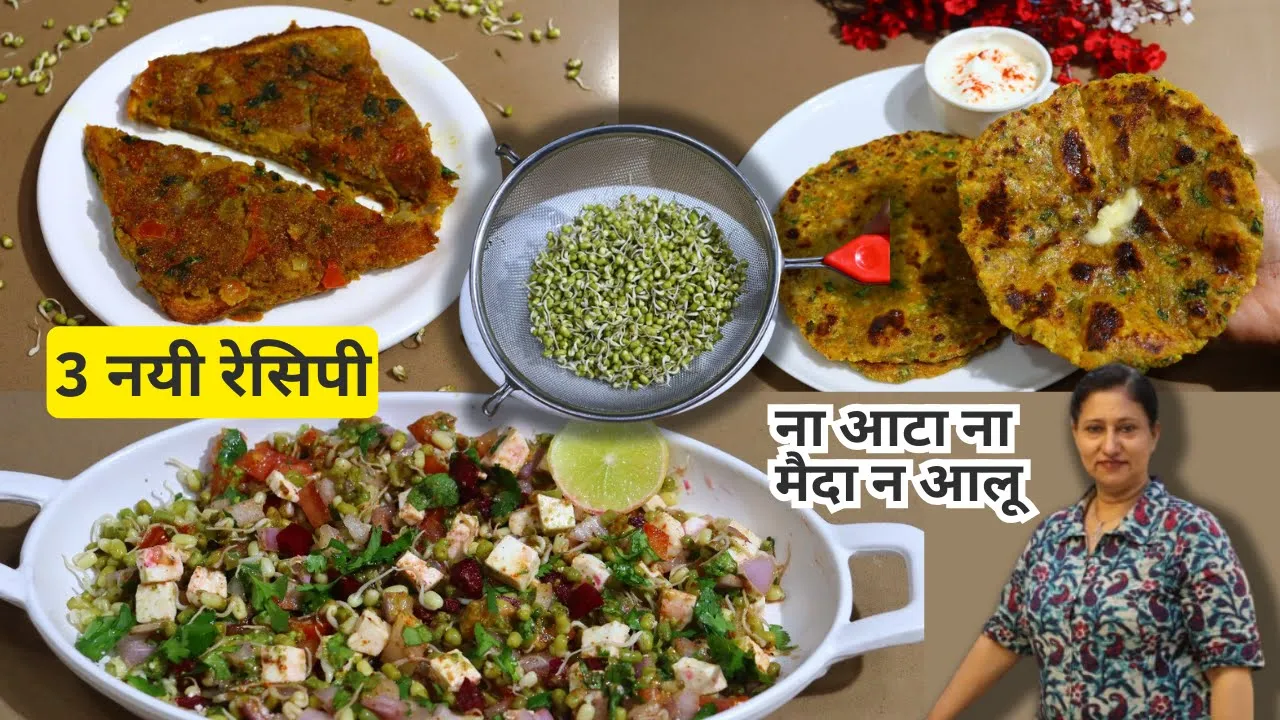 3 नयी रेसिपी
ना आटा ना
मैदा न आलू